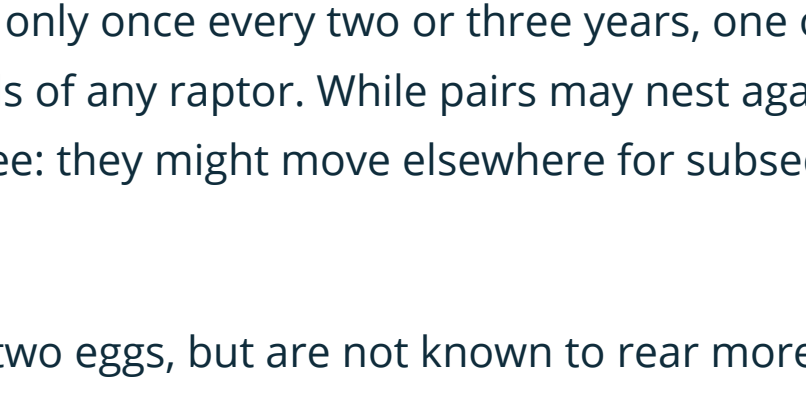 only once every two or three years, one
s of any raptor. While pairs may nest aga
ee: they might move elsewhere for subse
two eggs, but are not known to rear more